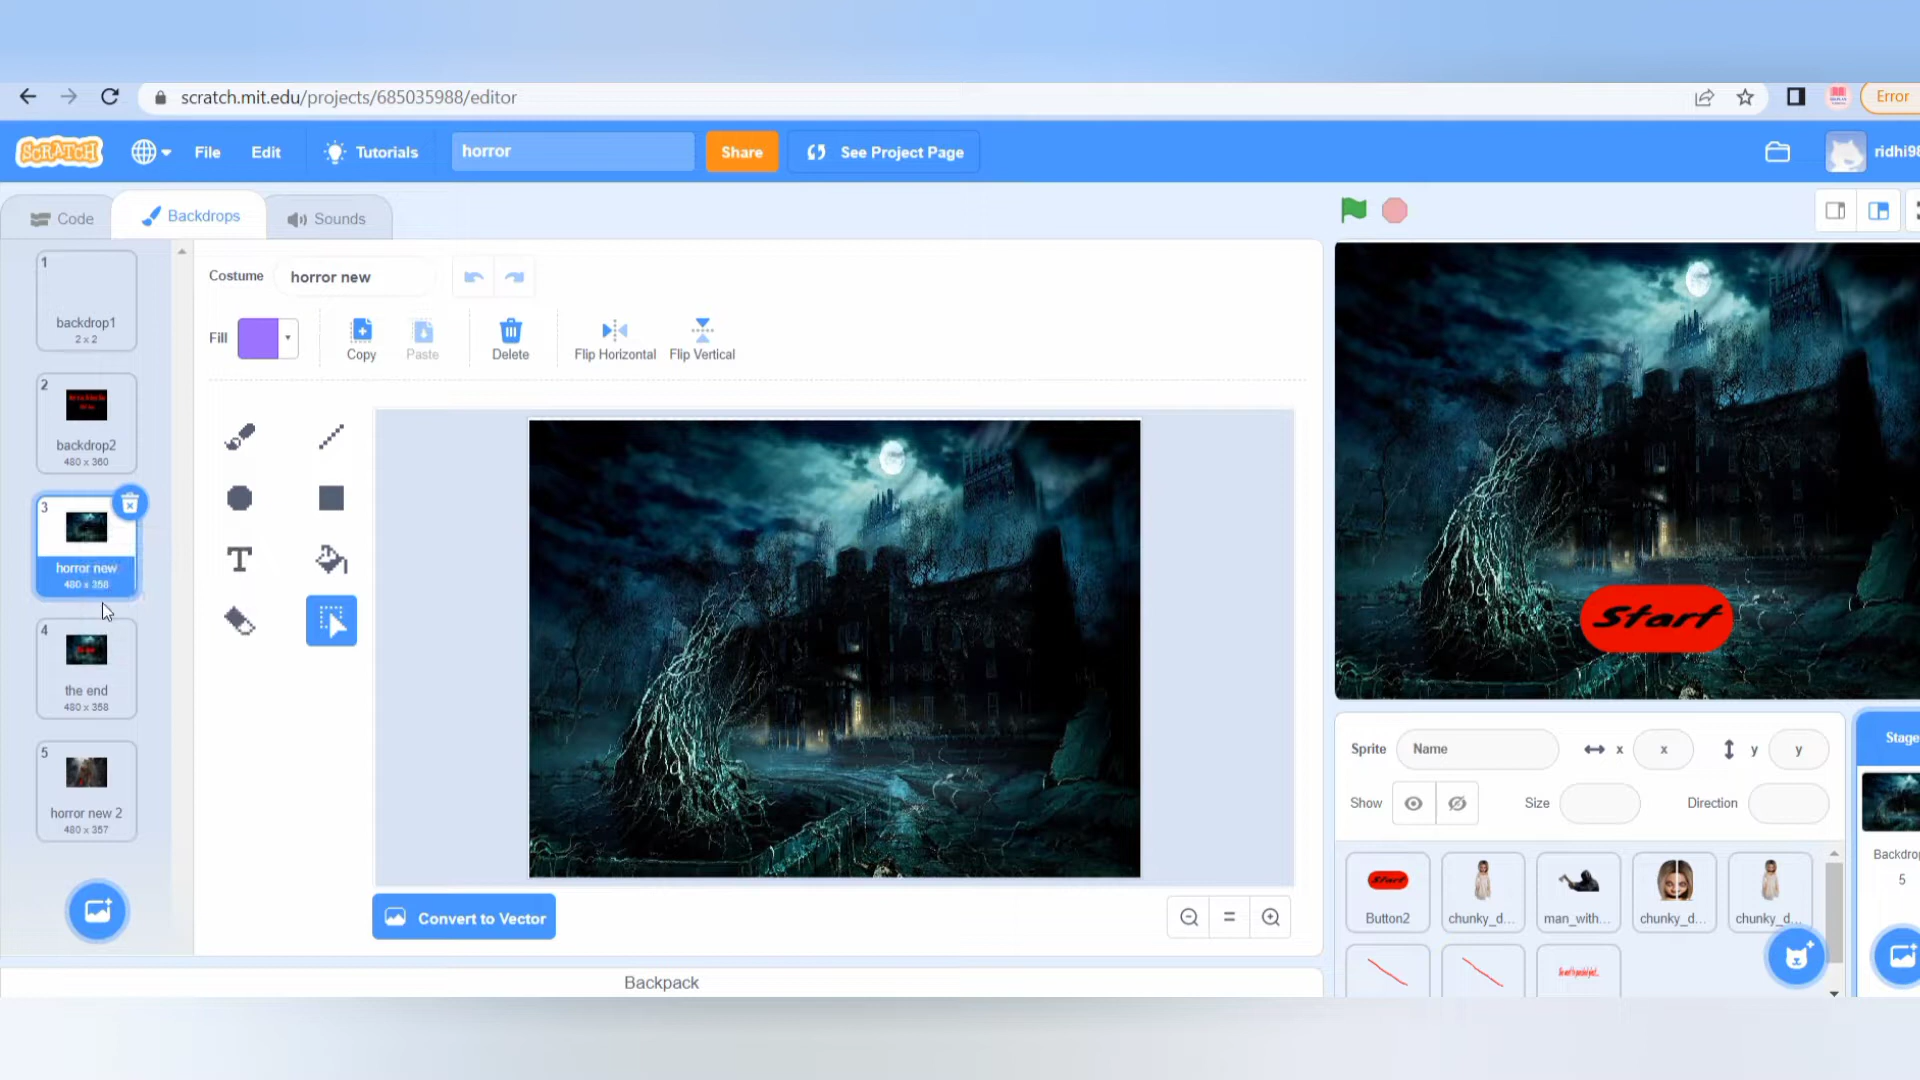 scratch.mit.edu/projects/685035988/editor
Error
SCRATCH
File
Edit
Tutorials
horror
Share
See Project Page
ridhi98
Code
Backdrops
Sounds
1
backdrop1
2 x 2
2
backdrop2
480 x 360
3
horror new
480 x 358
4
the end
480 x 358
5
horror new 2
480 x 357
Costume
horror new
Fill
Copy
Paste
Delete
Flip Horizontal
Flip Vertical
T
Convert to Vector
Backpack
Start
Sprite
Name
x
x
y
y
Show
Size
Direction
Stage
Backdro
5
Start
Button2
chunky_d...
man_with...
chunky_d...
chunky_d...